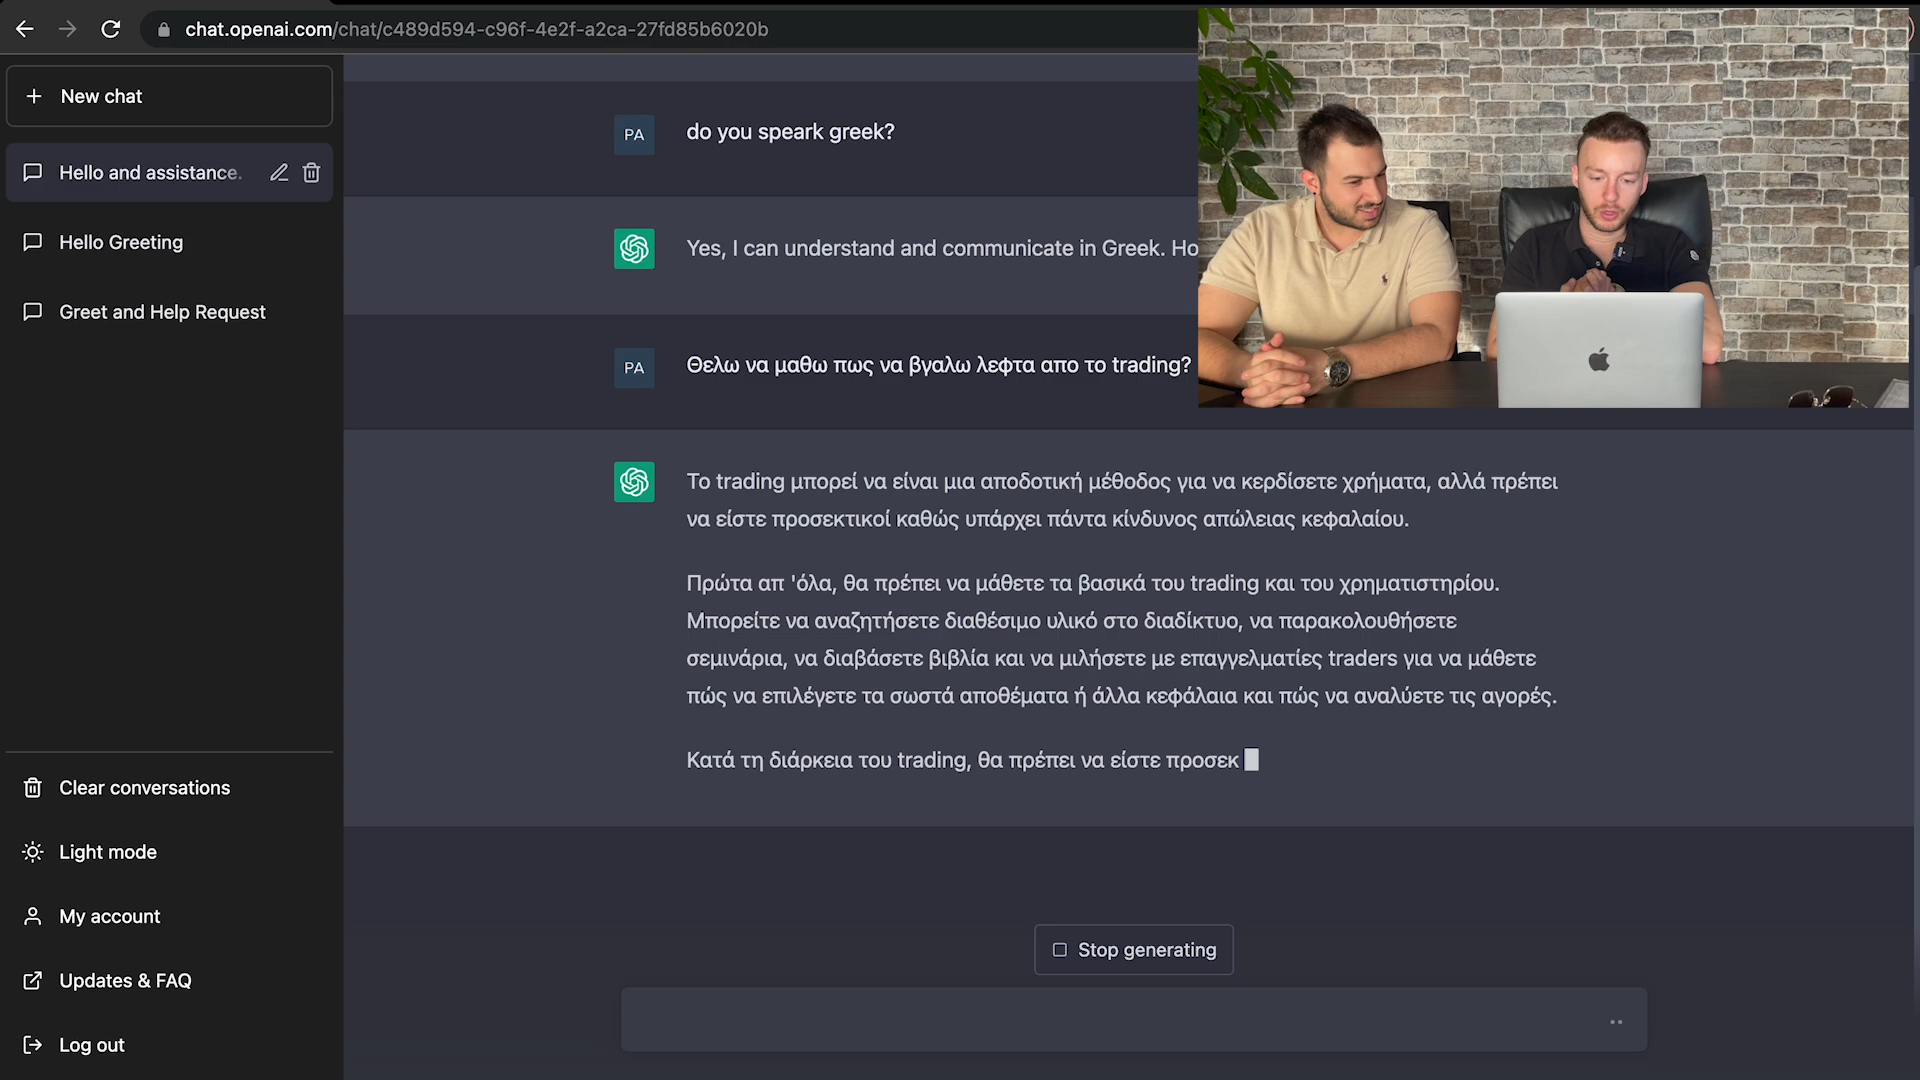 chat.openai.com/chat/c489d594-c96f-4e2f-a2ca-27fd85b6020b
New chat
Hello and assistance.
Hello Greeting
Greet and Help Request
PA
do you speark greek?
Yes, I can understand and communicate in Greek. Ho
PA
Θελω να μαθω πως να βγαλω λεφτα απο το trading?
Το trading μπορεί να είναι μια αποδοτική μέθοδος για να κερδίσετε χρήματα, αλλά πρέπει
να είστε προσεκτικοί καθώς υπάρχει πάντα κίνδυνος απώλειας κεφαλαίου.
Πρώτα απ 'όλα, θα πρέπει να μάθετε τα βασικά του trading και του χρηματιστηρίου.
Μπορείτε να αναζητήσετε διαθέσιμο υλικό στο διαδίκτυο, να παρακολουθήσετε
σεμινάρια, να διαβάσετε βιβλία και να μιλήσετε με επαγγελματίες traders για να μάθετε
πώς να επιλέγετε τα σωστά αποθέματα ή άλλα κεφάλαια και πώς να αναλύετε τις αγορές.
Κατά τη διάρκεια του trading, θα πρέπει να είστε προσεκ
Clear conversations
Light mode
My account
Updates & FAQ
Log out
Stop generating